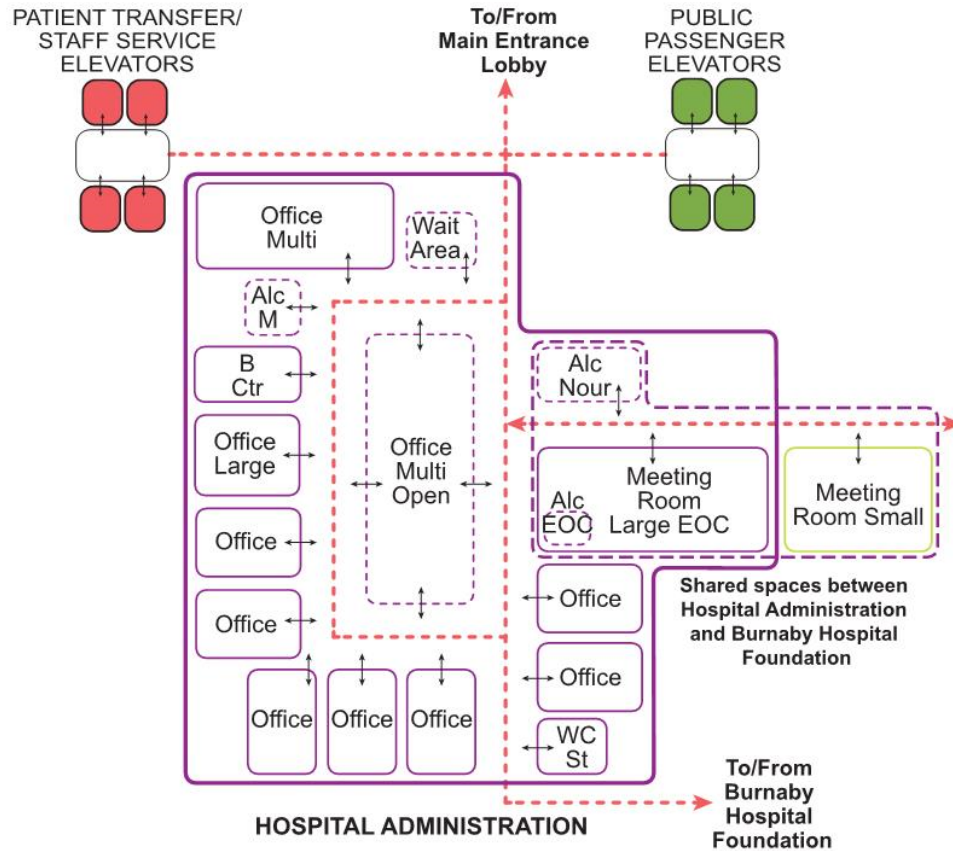 PATIENT TRANSFER/
STAFF SERVICE
ELEVATORS
To/From
Main Entrance
Lobby
PUBLIC
PASSENGER
ELEVATORS
Office
Multi
Wait
Area
Alc
M
B
Ctr
Office
Large
Office
Office
Office
Multi
Open
Alc
Nour
Meeting
Room
Large EOC
Alc
EOC
Meeting
Room Small
Shared spaces between
Hospital Administration
and Burnaby Hospital
Foundation
Office
Office
Office
Office
Office
WC
St
HOSPITAL ADMINISTRATION
To/From
Burnaby
Hospital
Foundation